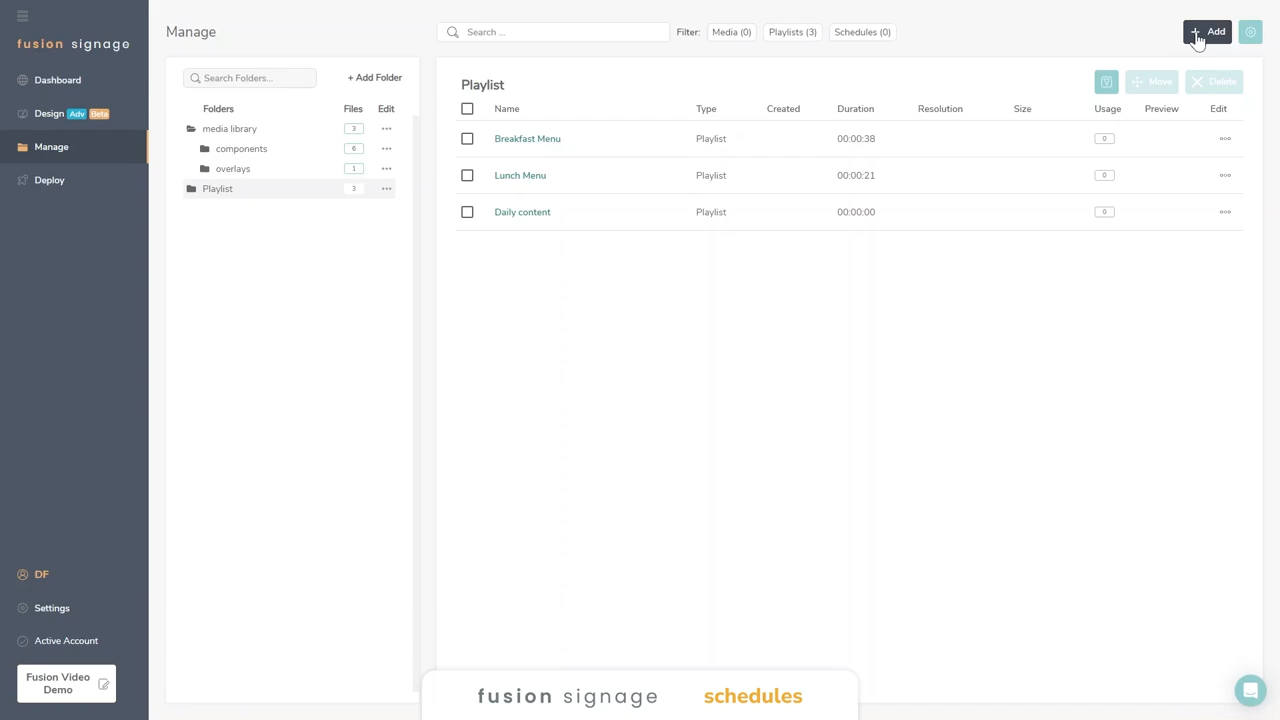 fusion signage
Dashboard
Design Adv Beta
Manage
Deploy
DF
Settings
Active Account
Fusion Video
Demo
Manage
Search ...
Filter: Media (0) Playlists (3) Schedules (0)
Add
Search Folders...
+ Add Folder
Folders Files Edit
media library 3
components 6
overlays 1
Playlist 3
Playlist
Move
Delete
Name Type Created Duration Resolution Size Usage Preview Edit
Breakfast Menu Playlist 00:00:38 0
Lunch Menu Playlist 00:00:21 0
Daily content Playlist 00:00:00 0
fusion signage schedules